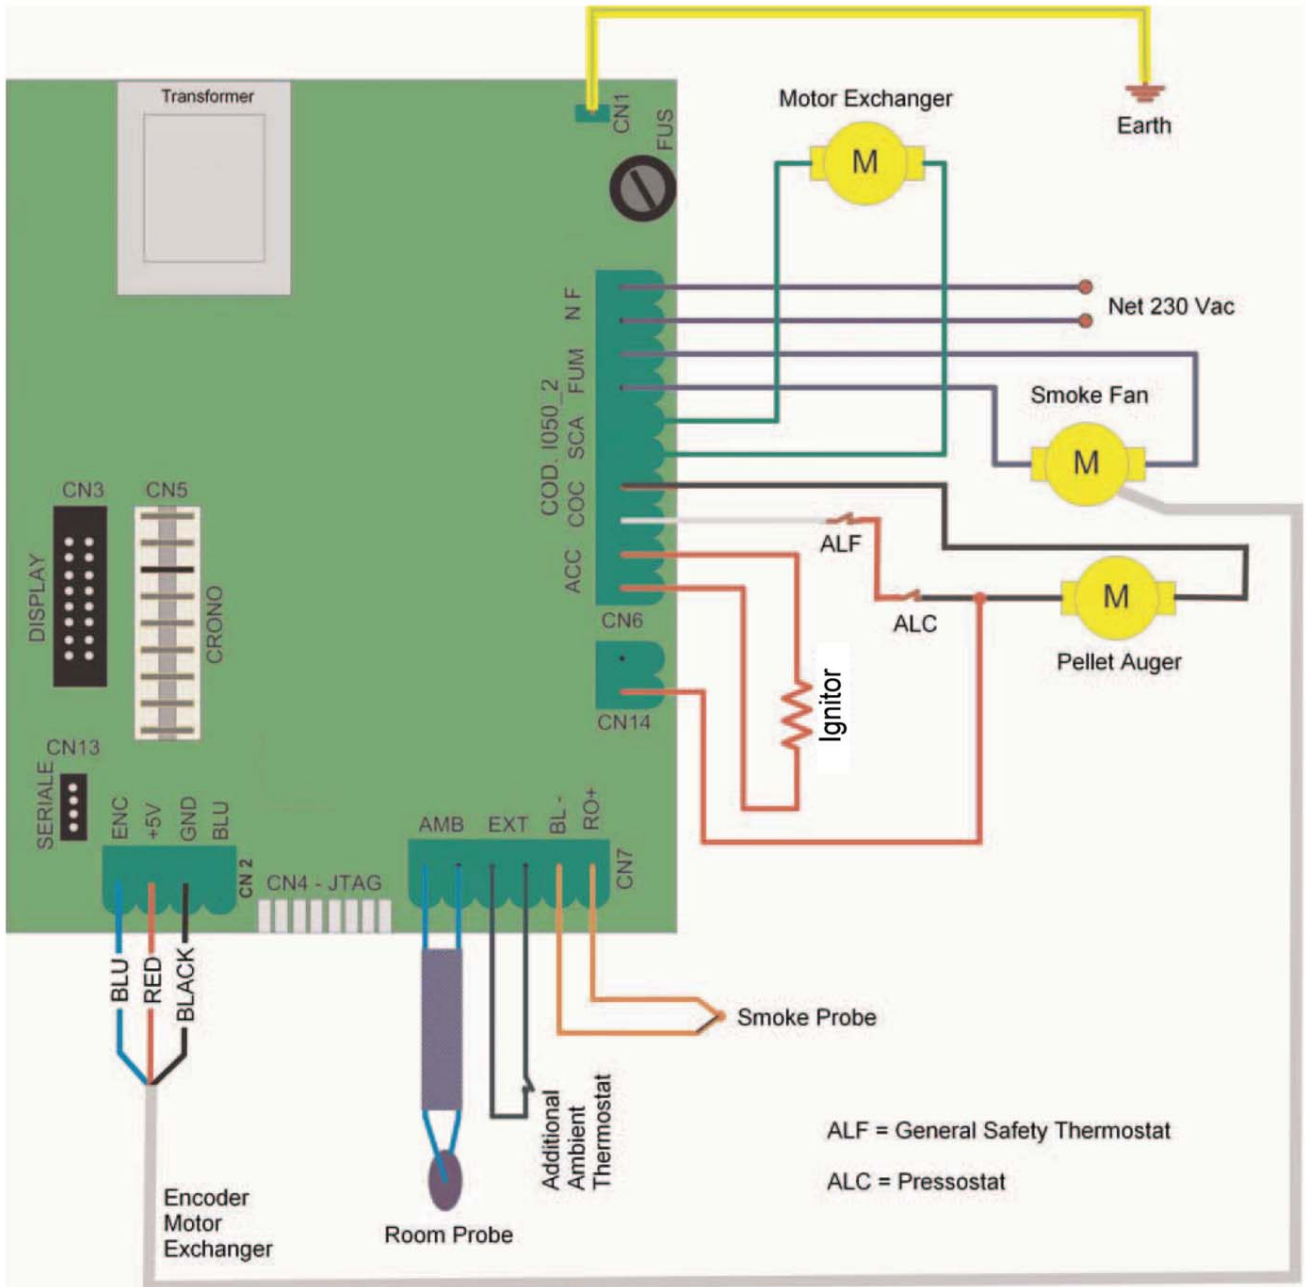 Transformer
CN1
FUS
Motor Exchanger
M
Earth
N F
Net 230 Vac
FUM
Smoke Fan
M
COD. I050_2
SCA
COC
ACC
ALF
ALC
M
Pellet Auger
CN6
CN14
Ignitor
CN3
CN5
DISPLAY
CRONO
CN13
SERIALE
ENC
+5V
GND
BLU
CN 2
CN4 - JTAG
AMB
EXT
BL -
RO+
CN7
BLU
RED
BLACK
Smoke Probe
Additional
Ambient
Thermostat
Room Probe
Encoder
Motor
Exchanger
ALF = General Safety Thermostat
ALC = Pressostat